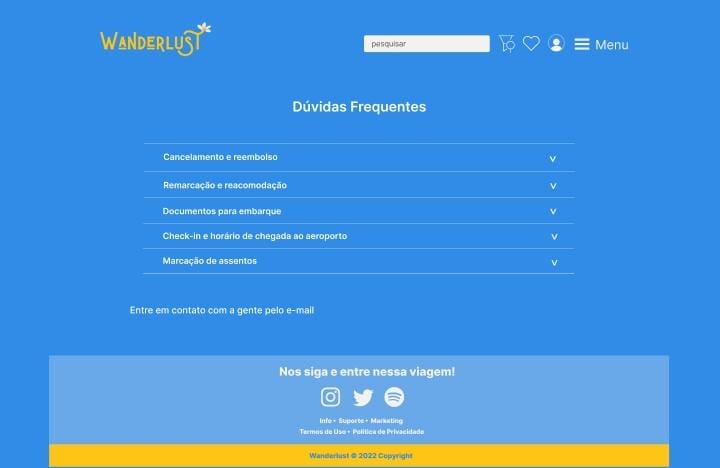 WANDERLUST
pesquisar
Menu
Dúvidas Frequentes
Cancelamento e reembolso
Remarcação e reacomodação
Documentos para embarque
Check-in e horário de chegada ao aeroporto
Marcação de assentos
Entre em contato com a gente pelo e-mail
Nos siga e entre nessa viagem!
Info • Suporte • Marketing
Termos de Uso • Política de Privacidade
Wanderlust © 2022 Copyright